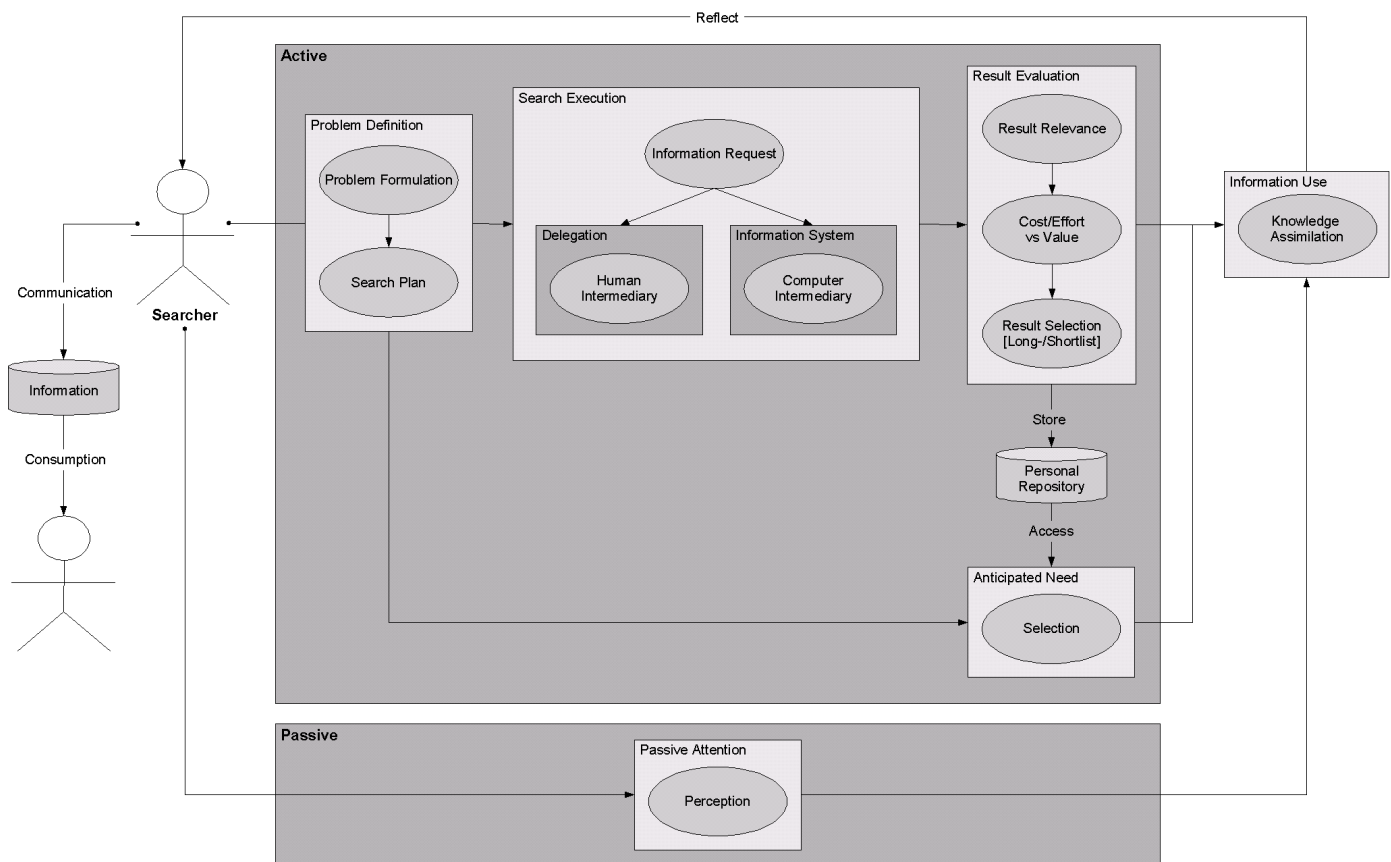 Reflect
Active
Problem Definition
Problem Formulation
Search Plan
Search Execution
Information Request
Delegation
Human
Intermediary
Information System
Computer
Intermediary
Result Evaluation
Result Relevance
Cost/Effort
vs Value
Result Selection
[Long-/Shortlist]
Information Use
Knowledge
Assimilation
Searcher
Communication
Information
Consumption
Store
Personal
Repository
Access
Anticipated Need
Selection
Passive
Passive Attention
Perception